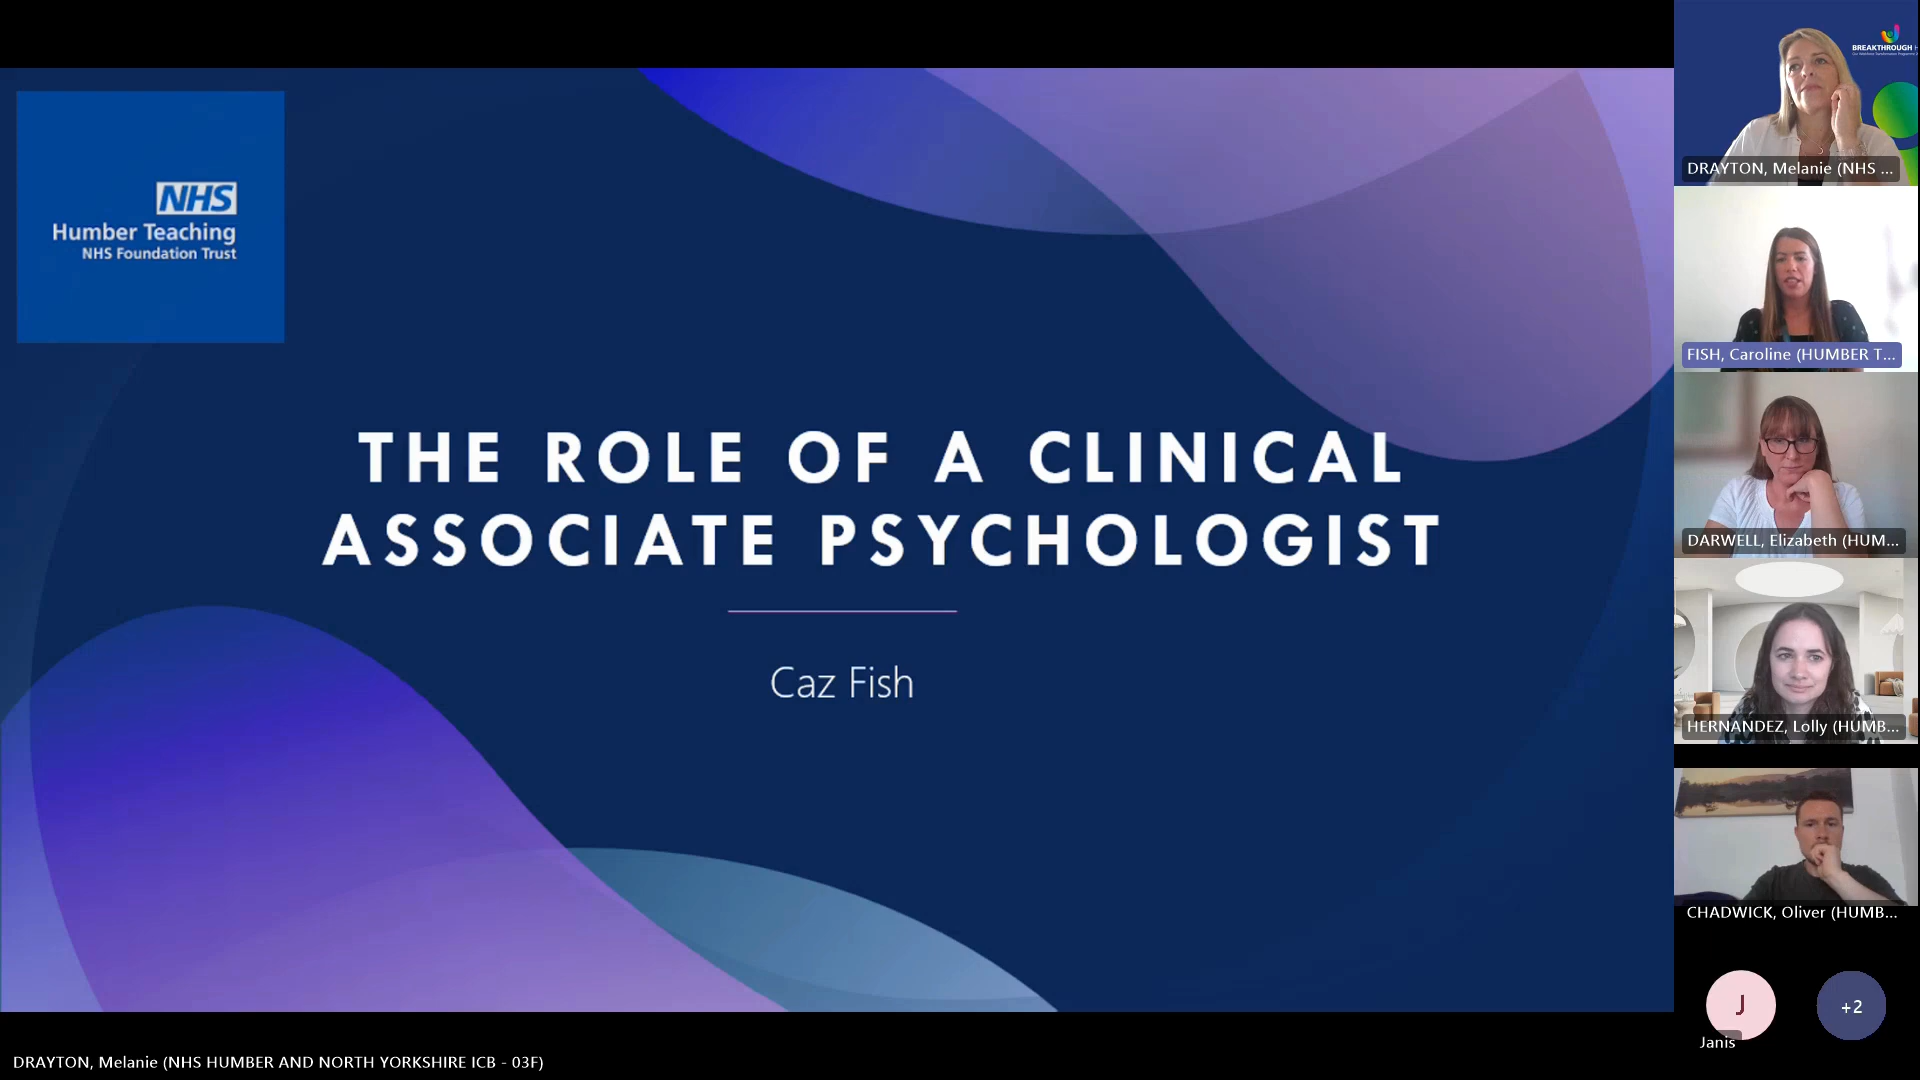 NHS
Humber Teaching
NHS Foundation Trust
THE ROLE OF A CLINICAL
ASSOCIATE PSYCHOLOGIST
Caz Fish
BREAKTHROUGH
DRAYTON, Melanie (NHS ...
FISH, Caroline (HUMBER T...
DARWELL, Elizabeth (HUM...
HERNANDEZ, Lolly (HUMB...
CHADWICK, Oliver (HUMB...
J
+2
Janis
DRAYTON, Melanie (NHS HUMBER AND NORTH YORKSHIRE ICB - 03F)